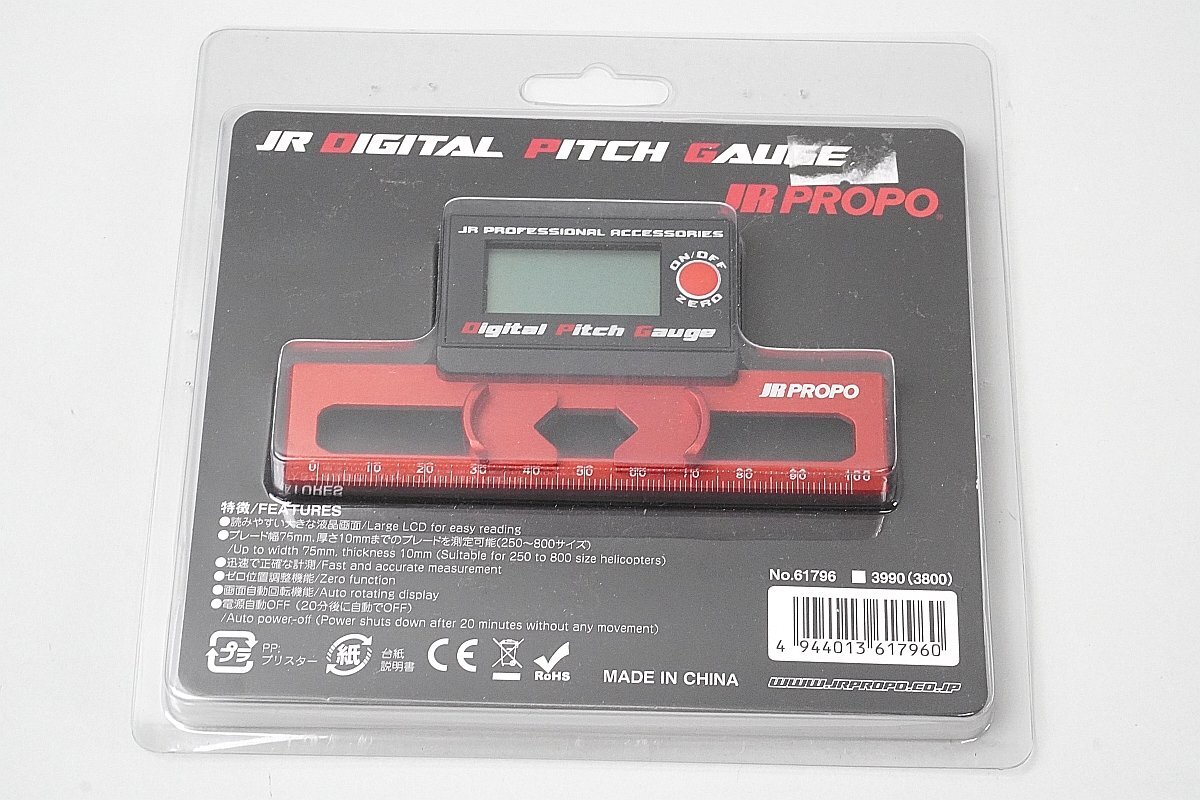 JR DIGITAL PITCH GAUGE
JR PROPO®
JR PROFESSIONAL ACCESSORIES
ON/OFF
ZERO
Digital Pitch Gauge
JR PROPO
0 10 20 30 40 50 60 70 80 90 100
特徴/FEATURES
●読みやすい大きな液晶画面/Large LCD for easy reading
●ブレード幅75mm,厚さ10mmまでのブレードを測定可能(250~800サイズ)
/Up to width 75mm, thickness 10mm (Suitable for 250 to 800 size helicopters)
●迅速で正確な計測/Fast and accurate measurement
●ゼロ位置調整機能/Zero function
●画面自動回転機能/Auto rotating display
●電源自動OFF (20分後に自動でOFF)
/Auto power-off (Power shuts down after 20 minutes without any movement)
No.61796 ■ 3990(3800)
4 944013 617960
プラ
PP:
ブリスター
紙
台紙
説明書
CE
RoHS
MADE IN CHINA
WWW.JRPROPO.CO.JP